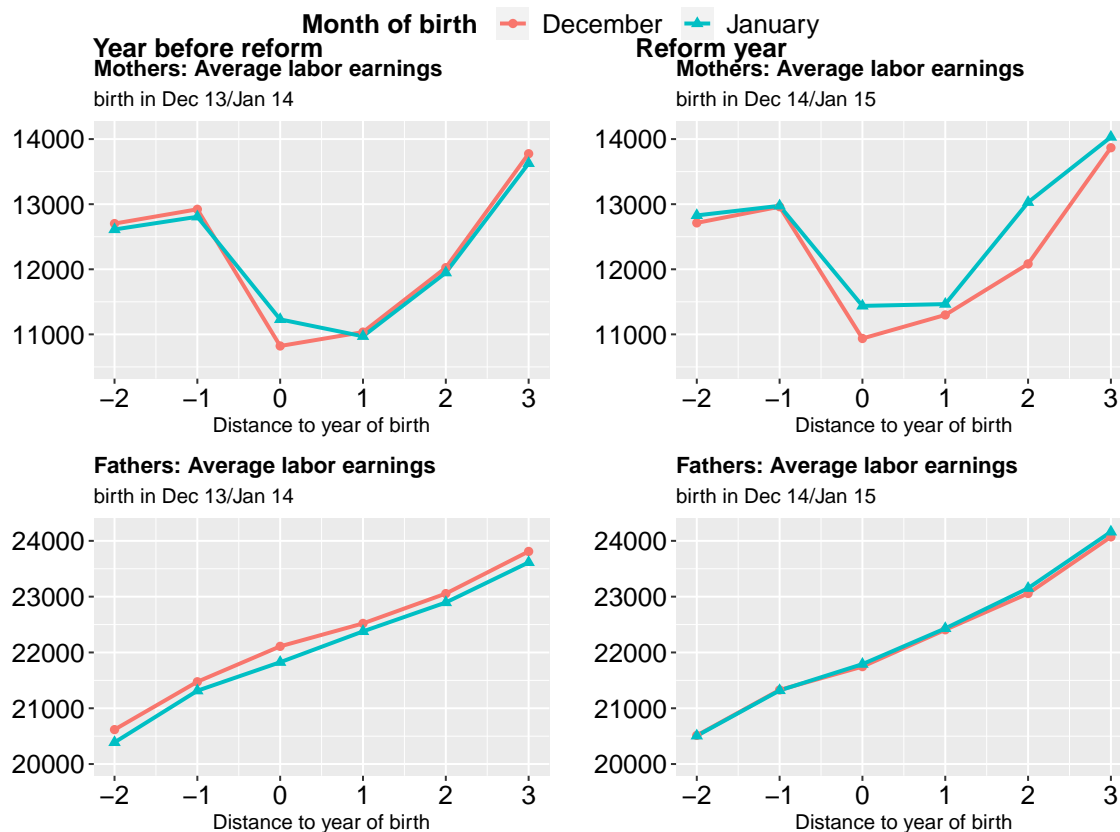 Month of birth December January
Year before reform Reform year
Mothers: Average labor earnings
birth in Dec 13/Jan 14
14000
13000
12000
11000
−2 −1 0 1 2 3
Distance to year of birth
Mothers: Average labor earnings
birth in Dec 14/Jan 15
14000
13000
12000
11000
−2 −1 0 1 2 3
Distance to year of birth
Fathers: Average labor earnings
birth in Dec 13/Jan 14
24000
23000
22000
21000
20000
−2 −1 0 1 2 3
Distance to year of birth
Fathers: Average labor earnings
birth in Dec 14/Jan 15
24000
23000
22000
21000
20000
−2 −1 0 1 2 3
Distance to year of birth